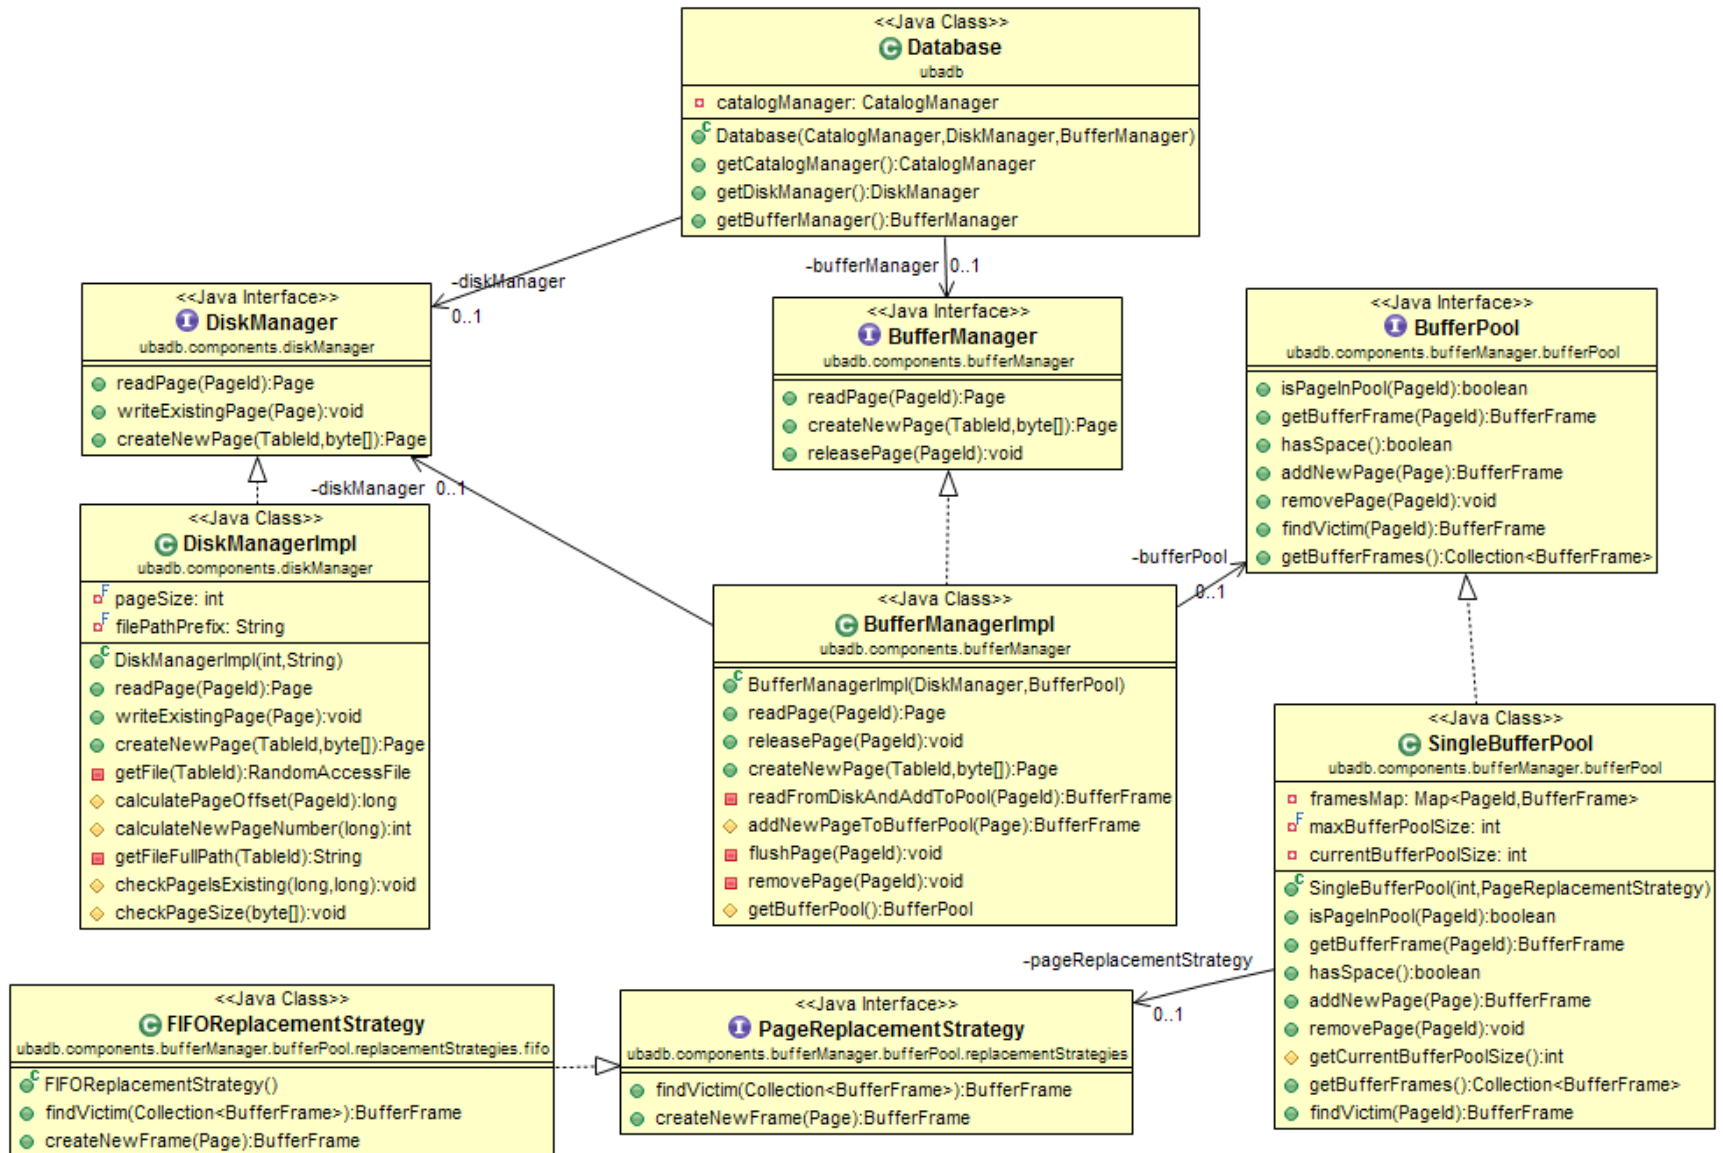 <<Java Class>>
C Database
ubadb
catalogManager: CatalogManager
Database(CatalogManager,DiskManager,BufferManager)
getCatalogManager():CatalogManager
getDiskManager():DiskManager
getBufferManager():BufferManager
-diskManager
0..1
-bufferManager 0..1
<<Java Interface>>
I DiskManager
ubadb.components.diskManager
readPage(PageId):Page
writeExistingPage(Page):void
createNewPage(TableId,byte[]):Page
<<Java Interface>>
I BufferManager
ubadb.components.bufferManager
readPage(PageId):Page
createNewPage(TableId,byte[]):Page
releasePage(PageId):void
<<Java Interface>>
I BufferPool
ubadb.components.bufferManager.bufferPool
isPageInPool(PageId):boolean
getBufferFrame(PageId):BufferFrame
hasSpace():boolean
addNewPage(Page):BufferFrame
removePage(PageId):void
findVictim(PageId):BufferFrame
getBufferFrames():Collection<BufferFrame>
-diskManager 0..1
-bufferPool
0..1
<<Java Class>>
C DiskManagerImpl
ubadb.components.diskManager
F pageSize: int
F filePathPrefix: String
C DiskManagerImpl(int,String)
readPage(PageId):Page
writeExistingPage(Page):void
createNewPage(TableId,byte[]):Page
getFile(TableId):RandomAccessFile
calculatePageOffset(PageId):long
calculateNewPageNumber(long):int
getFileFullPath(TableId):String
checkPageIsExisting(long,long):void
checkPageSize(byte[]):void
<<Java Class>>
C BufferManagerImpl
ubadb.components.bufferManager
C BufferManagerImpl(DiskManager,BufferPool)
readPage(PageId):Page
releasePage(PageId):void
createNewPage(TableId,byte[]):Page
readFromDiskAndAddToPool(PageId):BufferFrame
addNewPageToBufferPool(Page):BufferFrame
flushPage(PageId):void
removePage(PageId):void
getBufferPool():BufferPool
<<Java Class>>
C SingleBufferPool
ubadb.components.bufferManager.bufferPool
framesMap: Map<PageId,BufferFrame>
F maxBufferPoolSize: int
currentBufferPoolSize: int
C SingleBufferPool(int,PageReplacementStrategy)
isPageInPool(PageId):boolean
getBufferFrame(PageId):BufferFrame
hasSpace():boolean
addNewPage(Page):BufferFrame
removePage(PageId):void
getCurrentBufferPoolSize():int
getBufferFrames():Collection<BufferFrame>
findVictim(PageId):BufferFrame
-pageReplacementStrategy
0..1
<<Java Class>>
C FIFOReplacementStrategy
ubadb.components.bufferManager.bufferPool.replacementStrategies.fifo
C FIFOReplacementStrategy()
findVictim(Collection<BufferFrame>):BufferFrame
createNewFrame(Page):BufferFrame
<<Java Interface>>
I PageReplacementStrategy
ubadb.components.bufferManager.bufferPool.replacementStrategies
findVictim(Collection<BufferFrame>):BufferFrame
createNewFrame(Page):BufferFrame